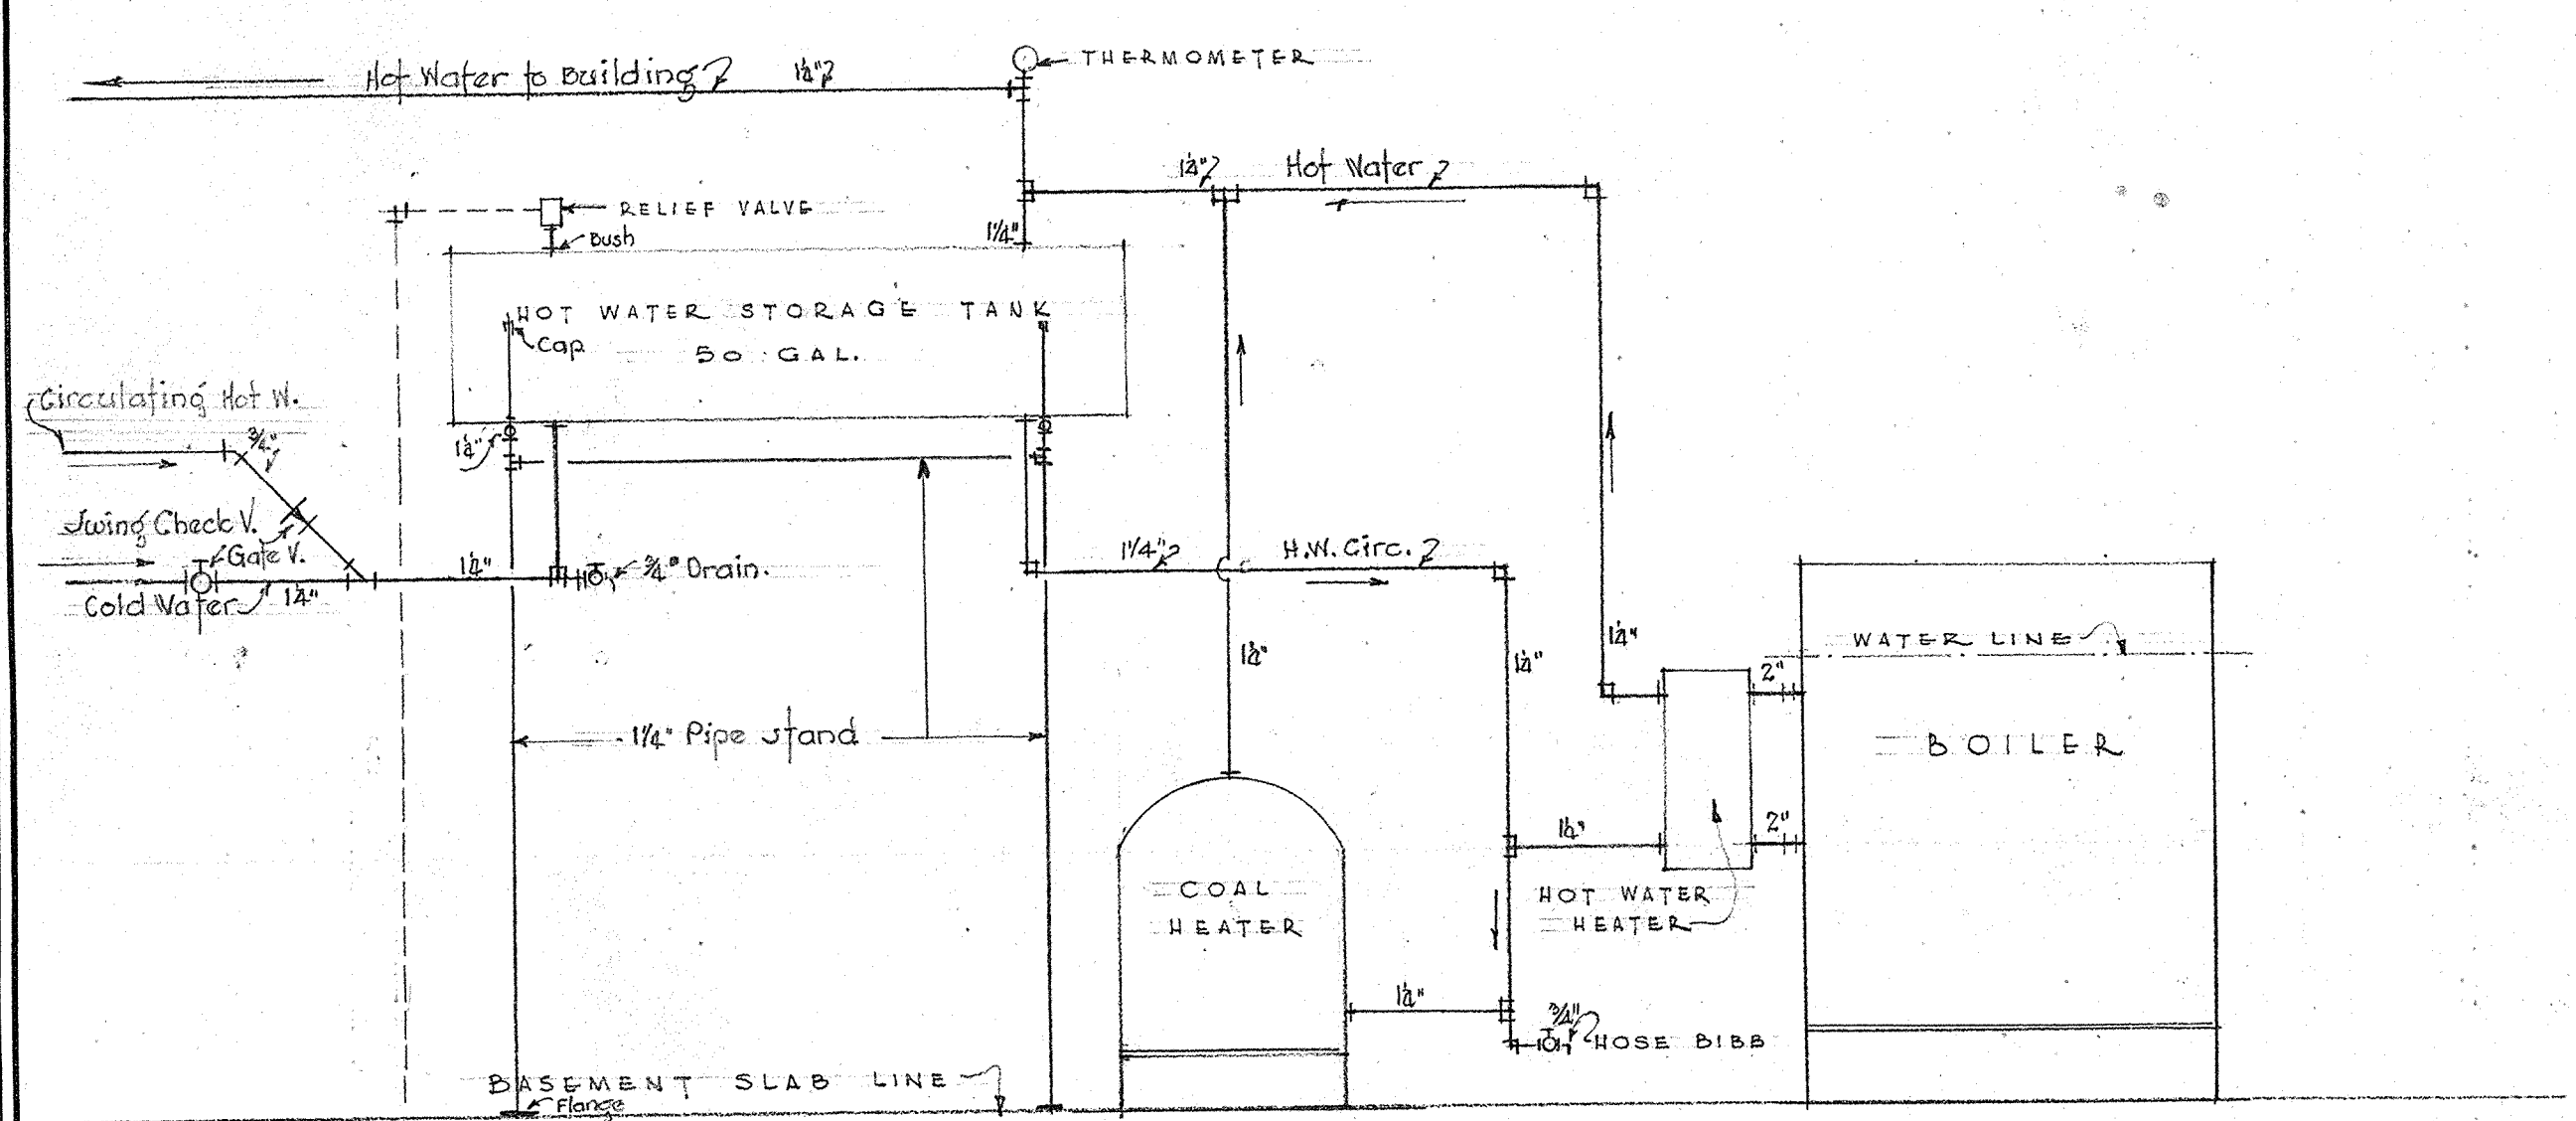 Hot Water to Building
1¼"
THERMOMETER
1¼"
Hot Water
RELIEF VALVE
Bush
1¼"
HOT WATER STORAGE TANK
Cap
50 GAL.
Circulating Hot W.
¾"
1¼"
Swing Check V.
Gate V.
1¼"
¾" Drain.
Cold Water
1¼"
1¼"
H.W. Circ.
1¼"
1¼"
1¼"
WATER LINE
2"
1¼" Pipe Stand
BOILER
1¼"
2"
COAL
HEATER
HOT WATER
HEATER
1¼"
¾"
HOSE BIBB
BASEMENT SLAB LINE
Flange